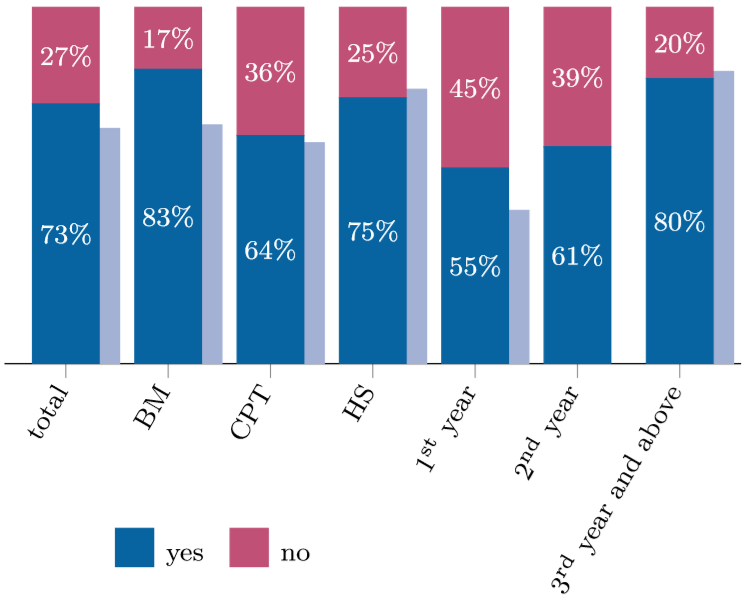 27% 17% 36% 25% 45% 39% 20%
73% 83% 64% 75% 55% 61% 80%
total BM CPT HS 1st year 2nd year 3rd year and above
yes no